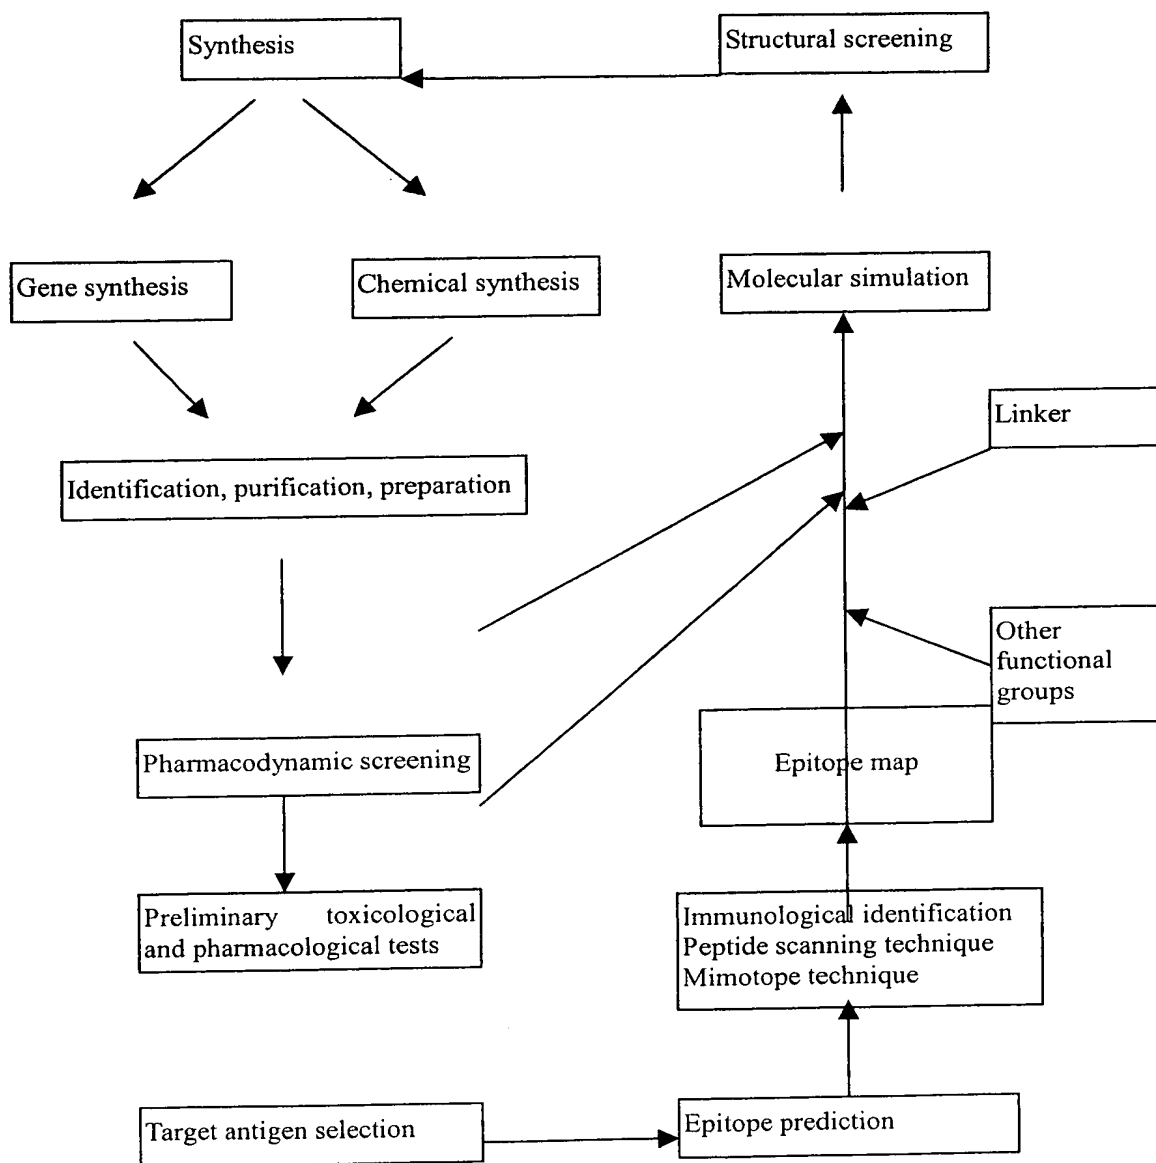 Synthesis
Structural screening
Gene synthesis
Chemical synthesis
Molecular simulation
Linker
Identification, purification, preparation
Other
functional
groups
Pharmacodynamic screening
Epitope map
Preliminary toxicological
and pharmacological tests
Immunological identification
Peptide scanning technique
Mimotope technique
Target antigen selection
Epitope prediction